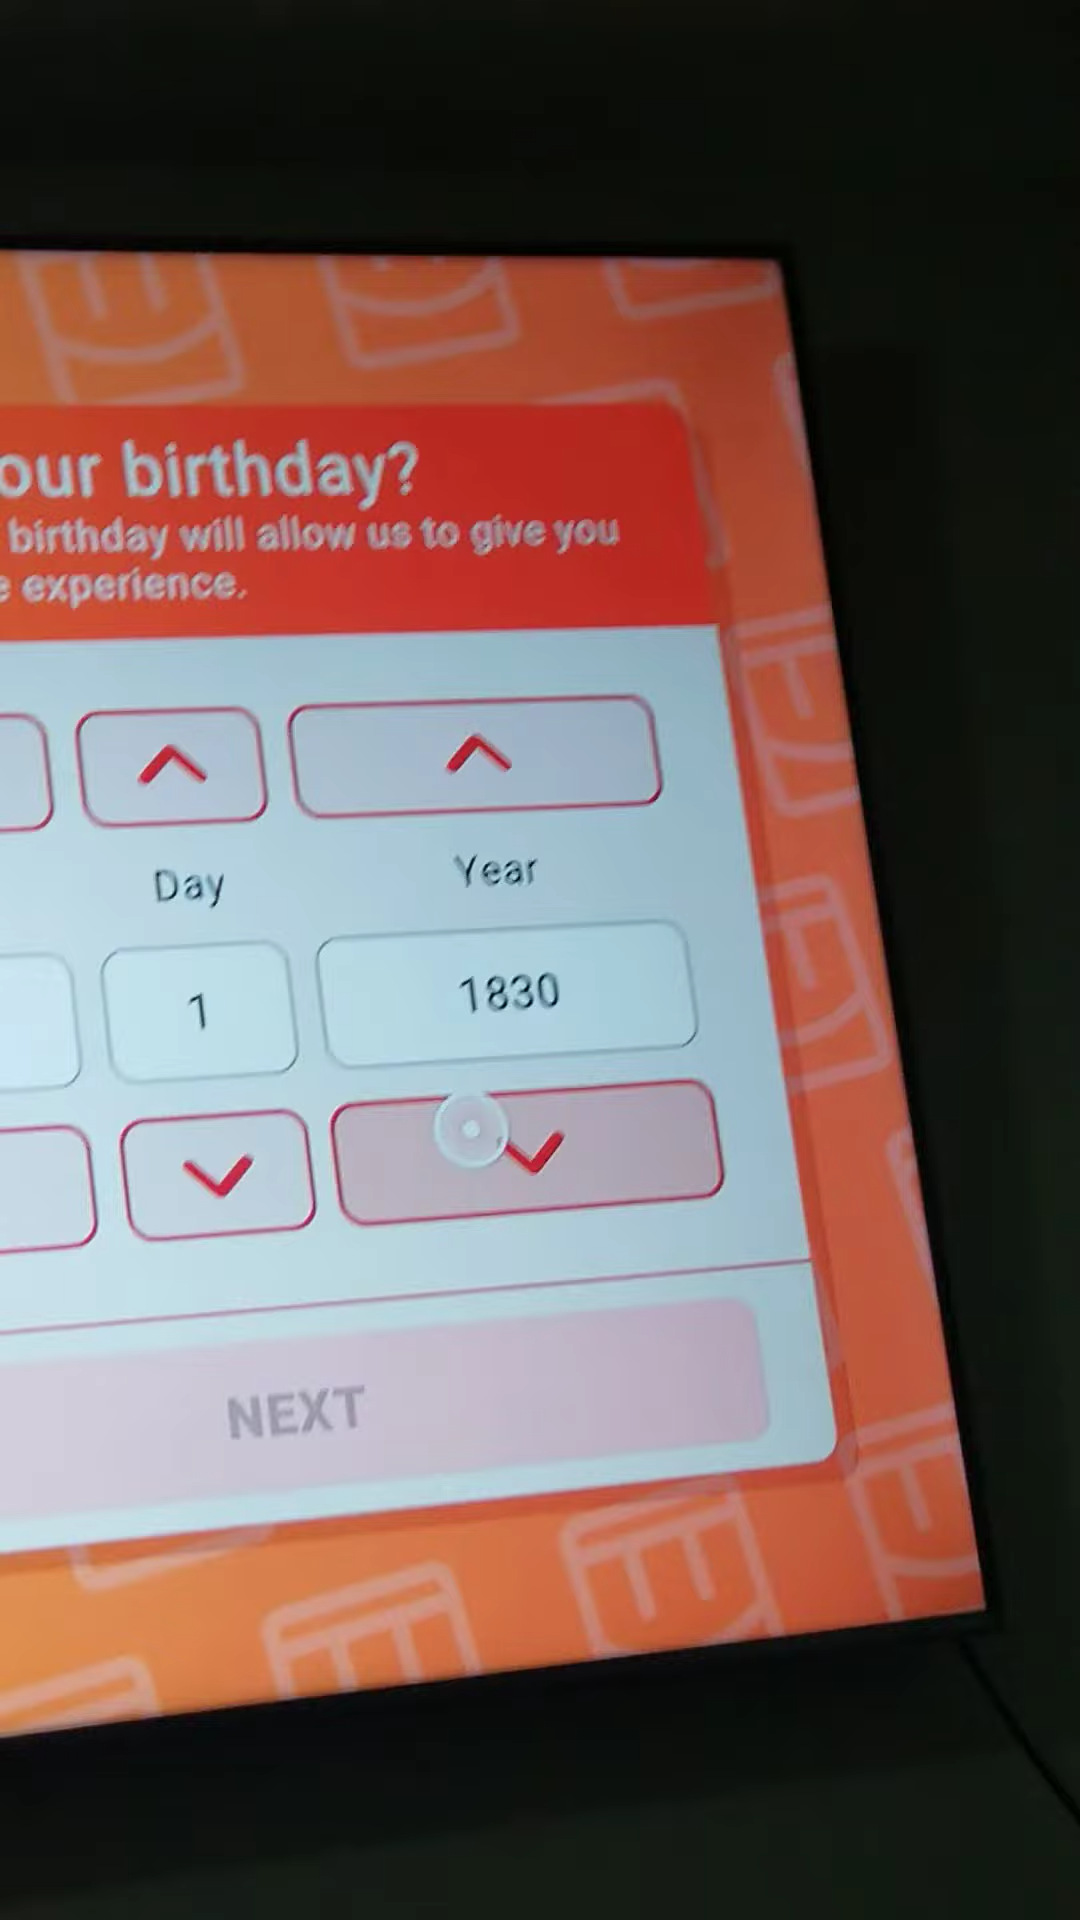 our birthday?
birthday will allow us to give you
experience.
Day
Year
1
1830
NEXT